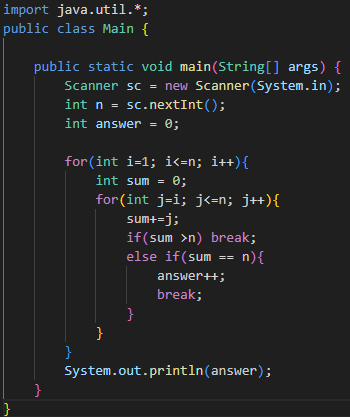 import java.util.*;
public class Main {
public static void main(String[] args) {
Scanner sc = new Scanner(System.in);
int n = sc.nextInt();
int answer = 0;
for(int i=1; i<=n; i++){
int sum = 0;
for(int j=i; j<=n; j++){
sum+=j;
if(sum >n) break;
else if(sum == n){
answer++;
break;
}
}
}
System.out.println(answer);
}
}